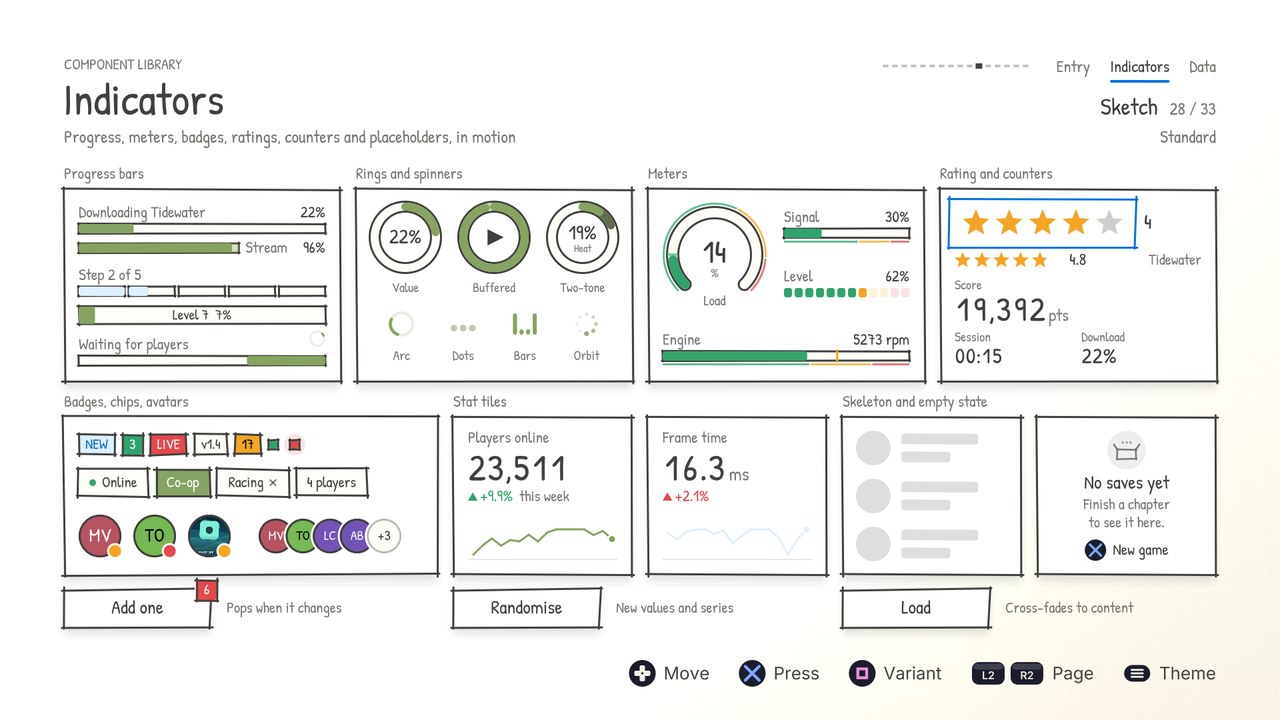 COMPONENT LIBRARY
Indicators
Progress, meters, badges, ratings, counters and placeholders, in motion
Entry Indicators Data
Sketch 28 / 33
Standard
Progress bars
Downloading Tidewater 22%
Stream 96%
Step 2 of 5
Level 7 7%
Waiting for players
Rings and spinners
22%
19%
Heat
Value Buffered Two-tone
Arc Dots Bars Orbit
Meters
14
%
Load
Signal 30%
Level 62%
Engine 5273 rpm
Rating and counters
4
4.8 Tidewater
Score
19,392 pts
Session Download
00:15 22%
Badges, chips, avatars
NEW 3 LIVE v1.4 17
Online Co-op Racing × 4 players
MV TO MV TO LC AB +3
Stat tiles
Players online
23,511
▲ +9.9% this week
Frame time
16.3 ms
▲ +2.1%
Skeleton and empty state
No saves yet
Finish a chapter
to see it here.
New game
Add one 6 Pops when it changes
Randomise New values and series
Load Cross-fades to content
Move Press Variant L2 R2 Page Theme